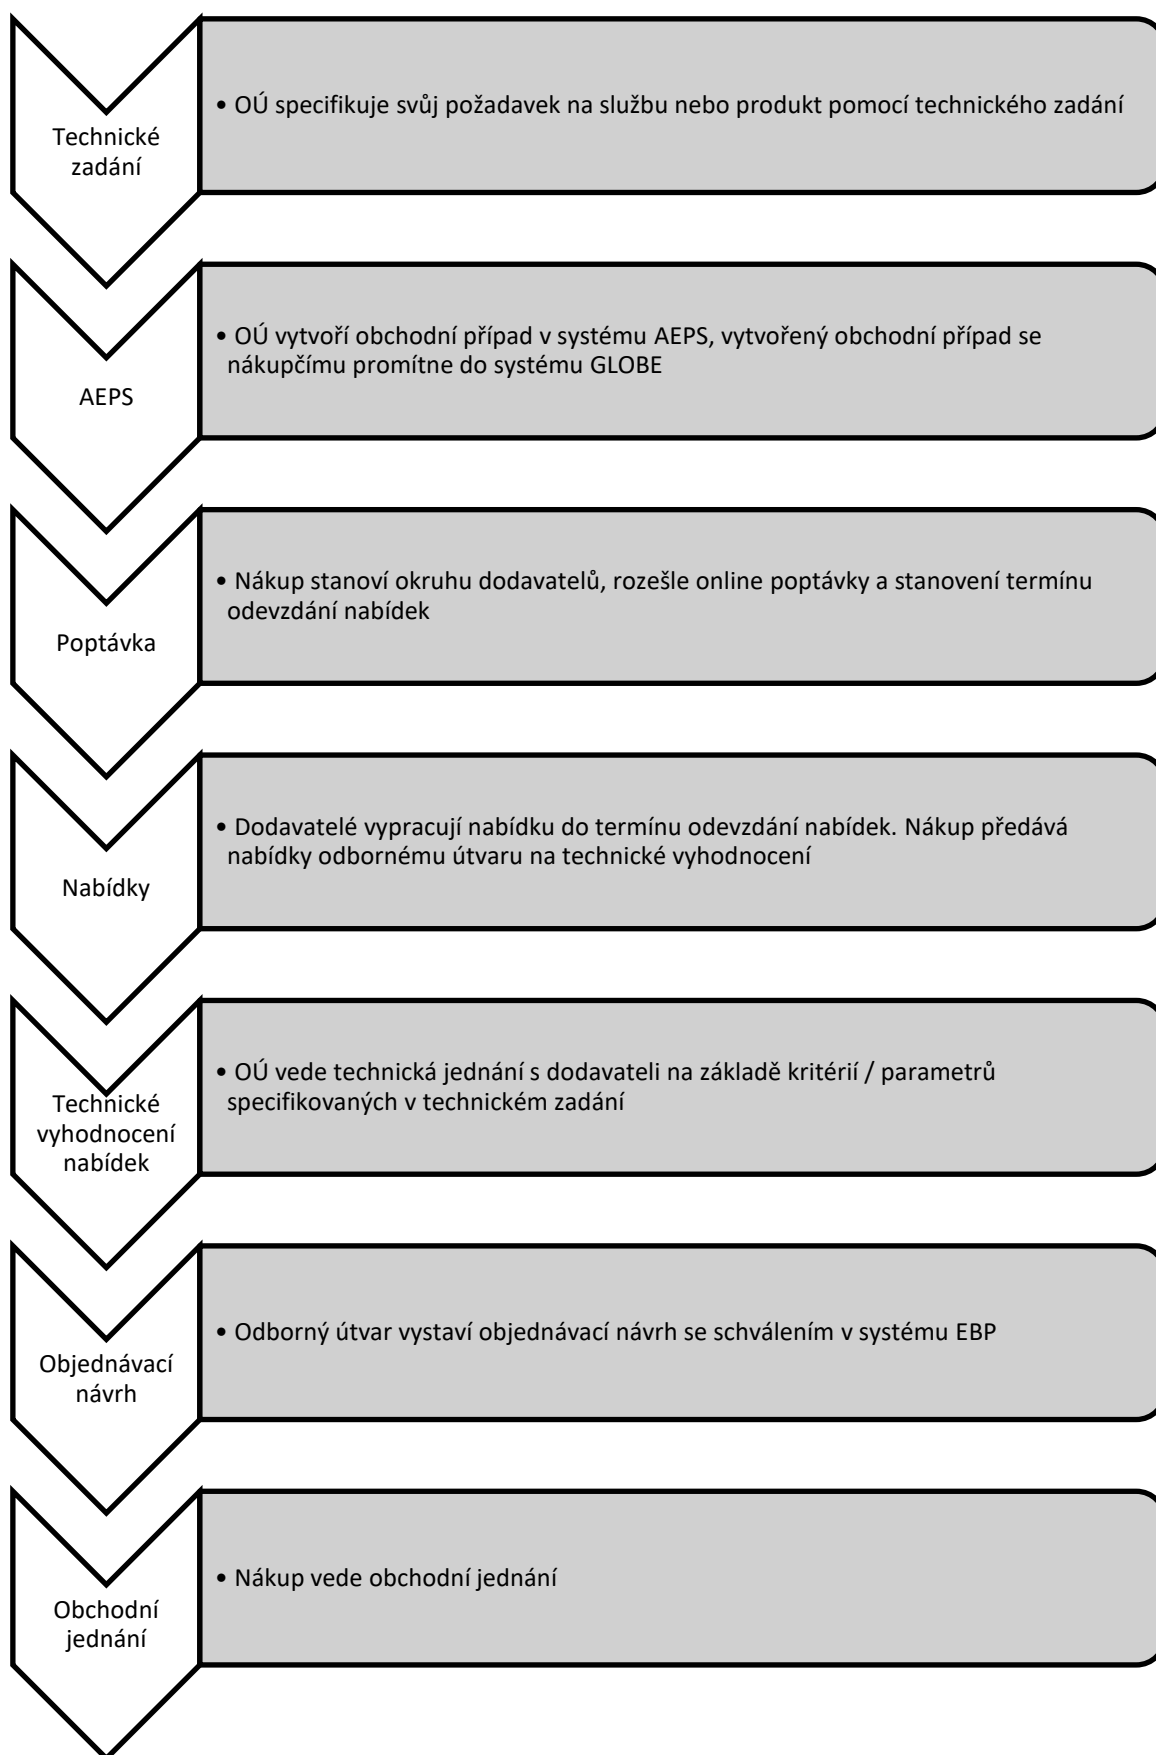 Technické
zadání
• OÚ specifikuje svůj požadavek na službu nebo produkt pomocí technického zadání
AEPS
• OÚ vytvoří obchodní případ v systému AEPS, vytvořený obchodní případ se
nákupčímu promítne do systému GLOBE
Poptávka
• Nákup stanoví okruhu dodavatelů, rozešle online poptávky a stanovení termínu
odevzdání nabídek
Nabídky
• Dodavatelé vypracují nabídku do termínu odevzdání nabídek. Nákup předává
nabídky odbornému útvaru na technické vyhodnocení
Technické
vyhodnocení
nabídek
• OÚ vede technická jednání s dodavateli na základě kritérií / parametrů
specifikovaných v technickém zadání
Objednávací
návrh
• Odborný útvar vystaví objednávací návrh se schválením v systému EBP
Obchodní
jednání
• Nákup vede obchodní jednání